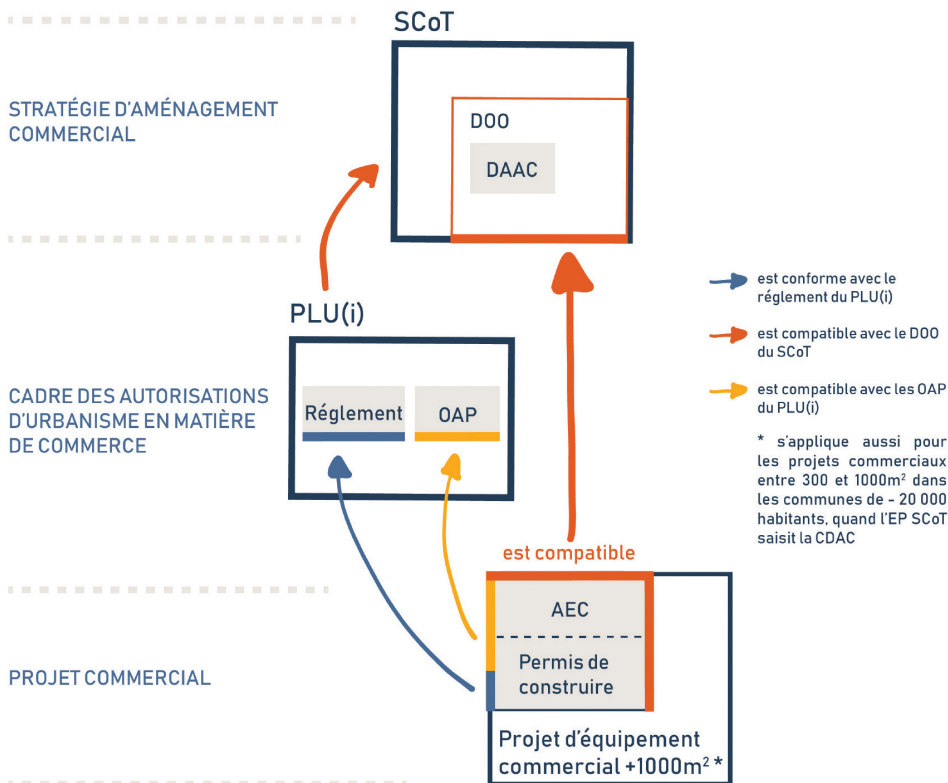 SCoT
STRATÉGIE D'AMÉNAGEMENT
COMMERCIAL
DOO
DAAC
PLU(i)
CADRE DES AUTORISATIONS
D'URBANISME EN MATIÈRE
DE COMMERCE
Réglement
OAP
est conforme avec le
réglement du PLU(i)
est compatible avec le DOO
du SCoT
est compatible avec les OAP
du PLU(i)
* s'applique aussi pour
les projets commerciaux
entre 300 et 1000m² dans
les communes de - 20 000
habitants, quand l'EP SCoT
saisit la CDAC
est compatible
PROJET COMMERCIAL
AEC
Permis de
construire
Projet d'équipement
commercial +1000m² *